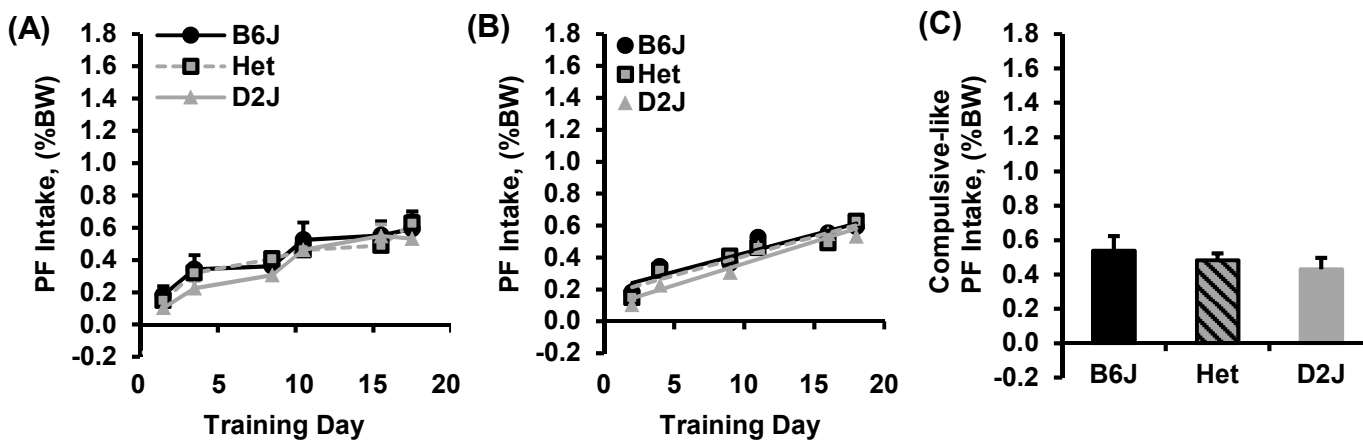 (A)
PF Intake, (%BW)
1.8
1.6
1.4
1.2
1.0
0.8
0.6
0.4
0.2
0.0
-0.2
B6J
Het
D2J
0 5 10 15 20
Training Day
(B)
PF Intake, (%BW)
1.8
1.6
1.4
1.2
1.0
0.8
0.6
0.4
0.2
0.0
-0.2
B6J
Het
D2J
0 5 10 15 20
Training Day
(C)
Compulsive-like
PF Intake, (%BW)
1.8
1.6
1.4
1.2
1.0
0.8
0.6
0.4
0.2
0.0
-0.2
B6J Het D2J